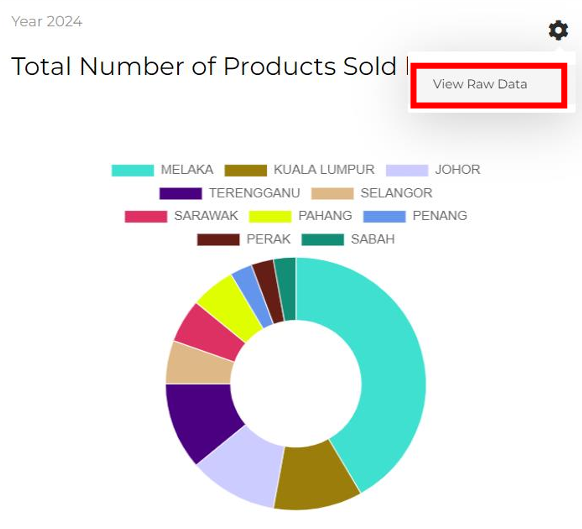 Year 2024
Total Number of Products Sold
View Raw Data
MELAKA KUALA LUMPUR JOHOR
TERENGGANU SELANGOR
SARAWAK PAHANG PENANG
PERAK SABAH